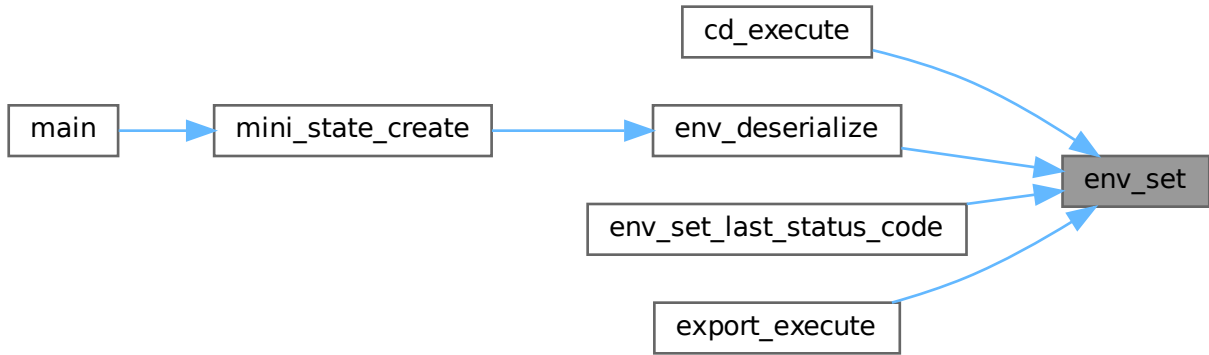 cd_execute
main
mini_state_create
env_deserialize
env_set
env_set_last_status_code
export_execute